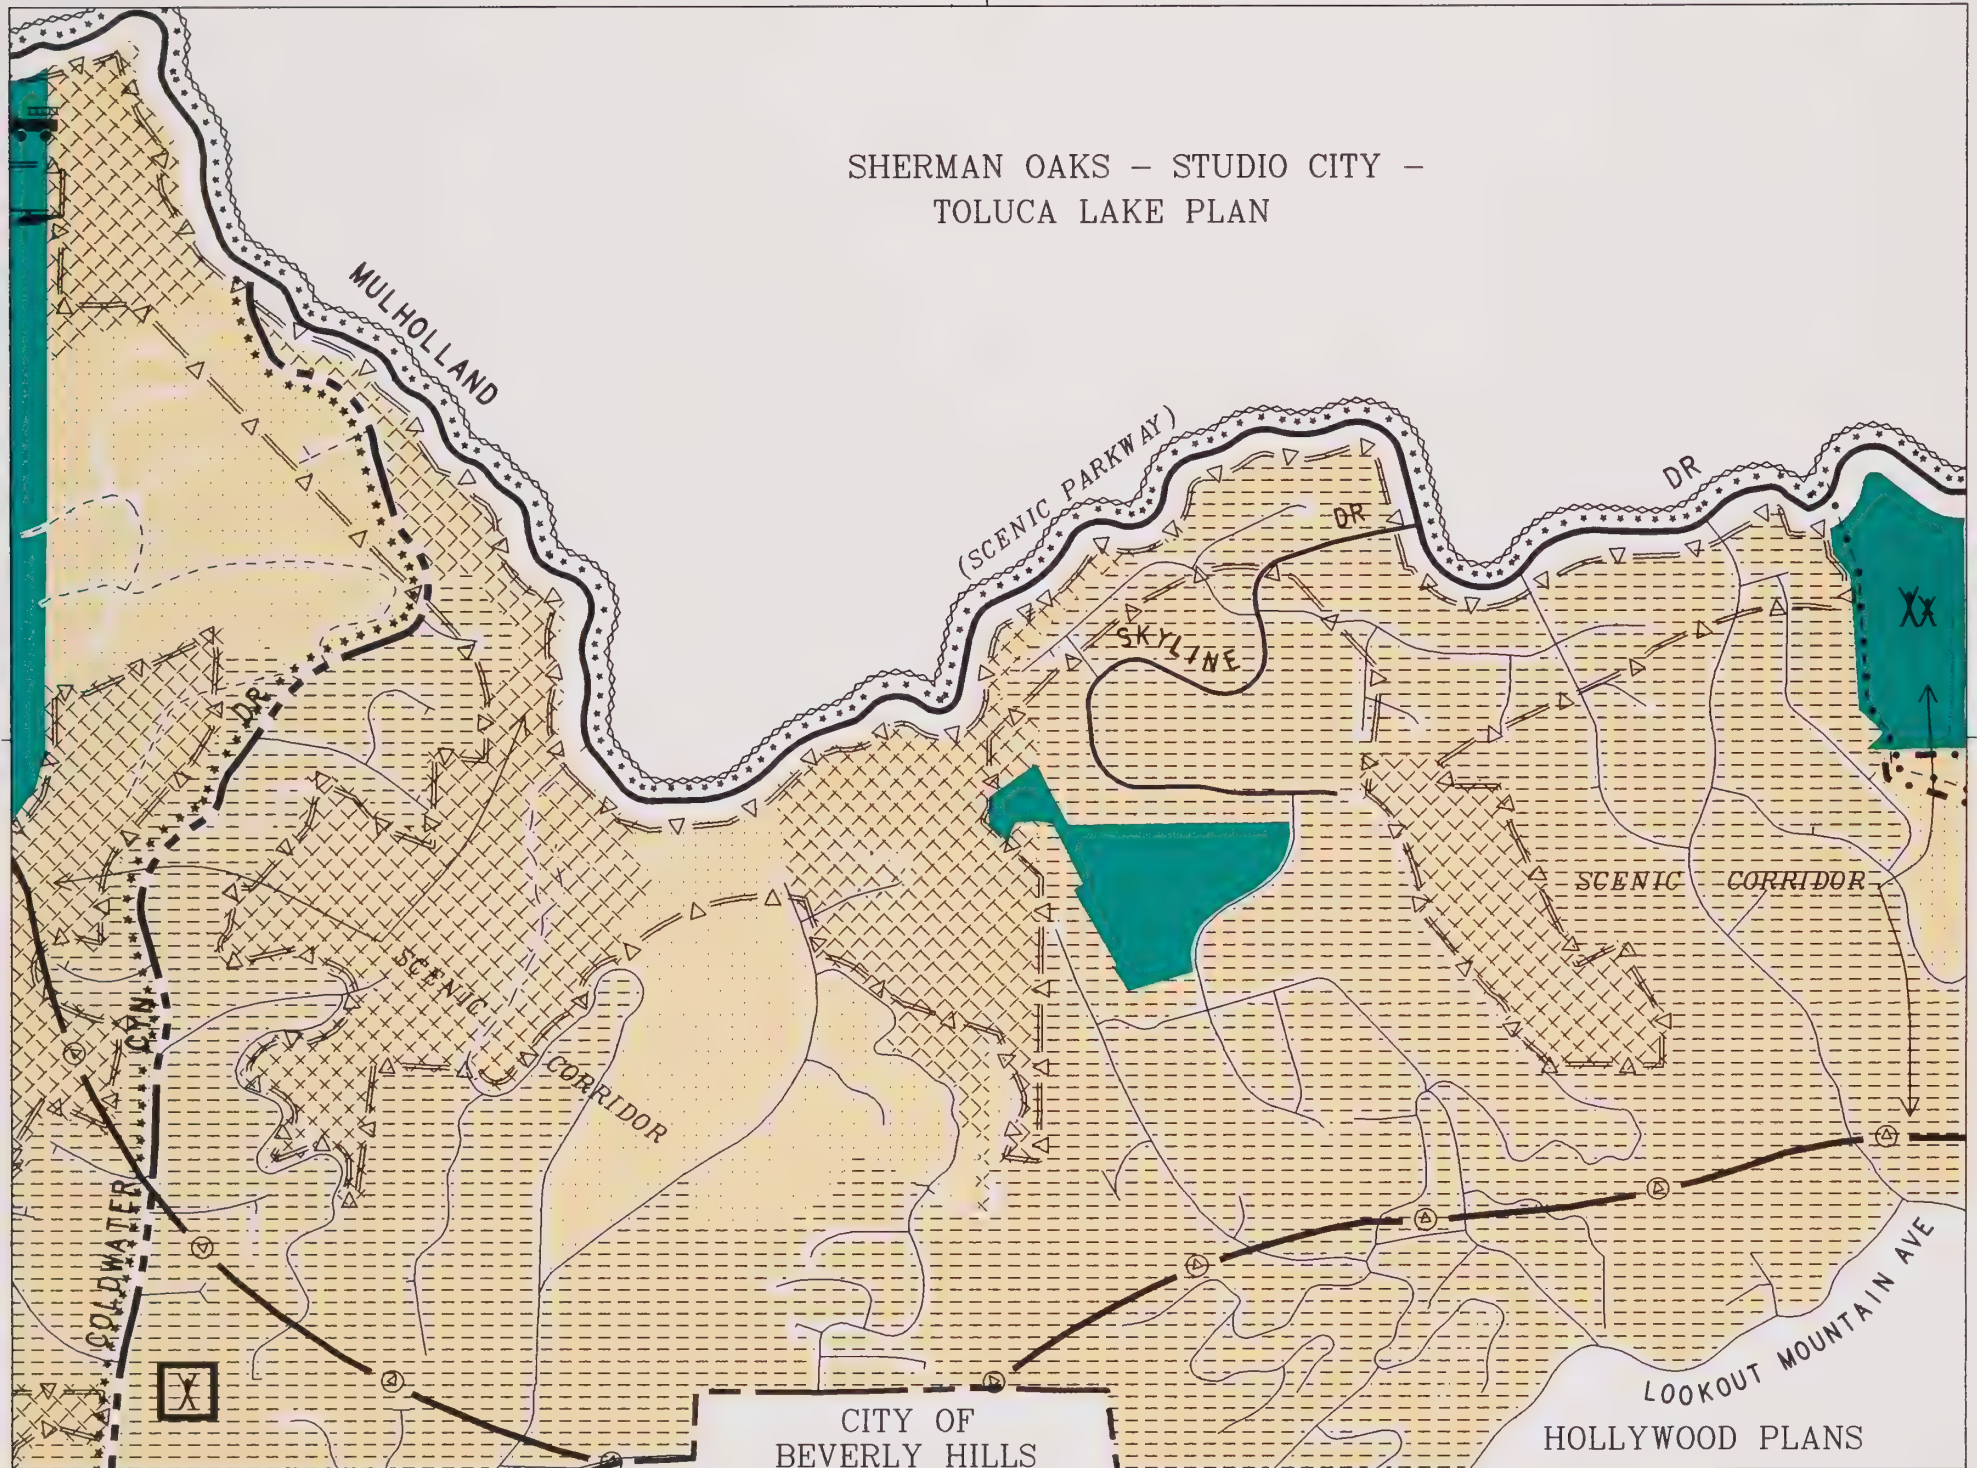 SHERMAN OAKS – STUDIO CITY –
TOLUCA LAKE PLAN
MULHOLLAND
(SCENIC PARKWAY)
DR
DR
SKYLINE
DR
SCENIC CORRIDOR
SCENIC
CORRIDOR
CYN
COLDWATER
LOOKOUT MOUNTAIN AVE
CITY OF
BEVERLY HILLS
HOLLYWOOD PLANS